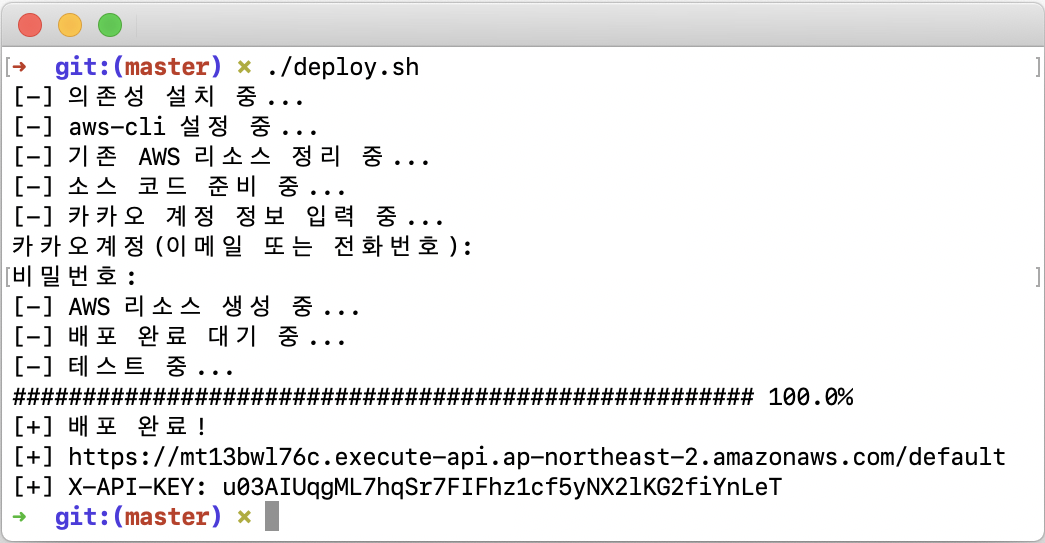 ➜  git:(master) ✗ ./deploy.sh
[-] 의존성 설치 중...
[-] aws-cli 설정 중...
[-] 기존 AWS 리소스 정리 중...
[-] 소스 코드 준비 중...
[-] 카카오 계정 정보 입력 중...
카카오계정(이메일 또는 전화번호):
비밀번호:
[-] AWS 리소스 생성 중...
[-] 배포 완료 대기 중...
[-] 테스트 중...
##################################################### 100.0%
[+] 배포 완료!
[+] https://mt13bwl76c.execute-api.ap-northeast-2.amazonaws.com/default
[+] X-API-KEY: u03AIUqgML7hqSr7FIFhz1cf5yNX2lKG2fiYnLeT
➜  git:(master) ✗